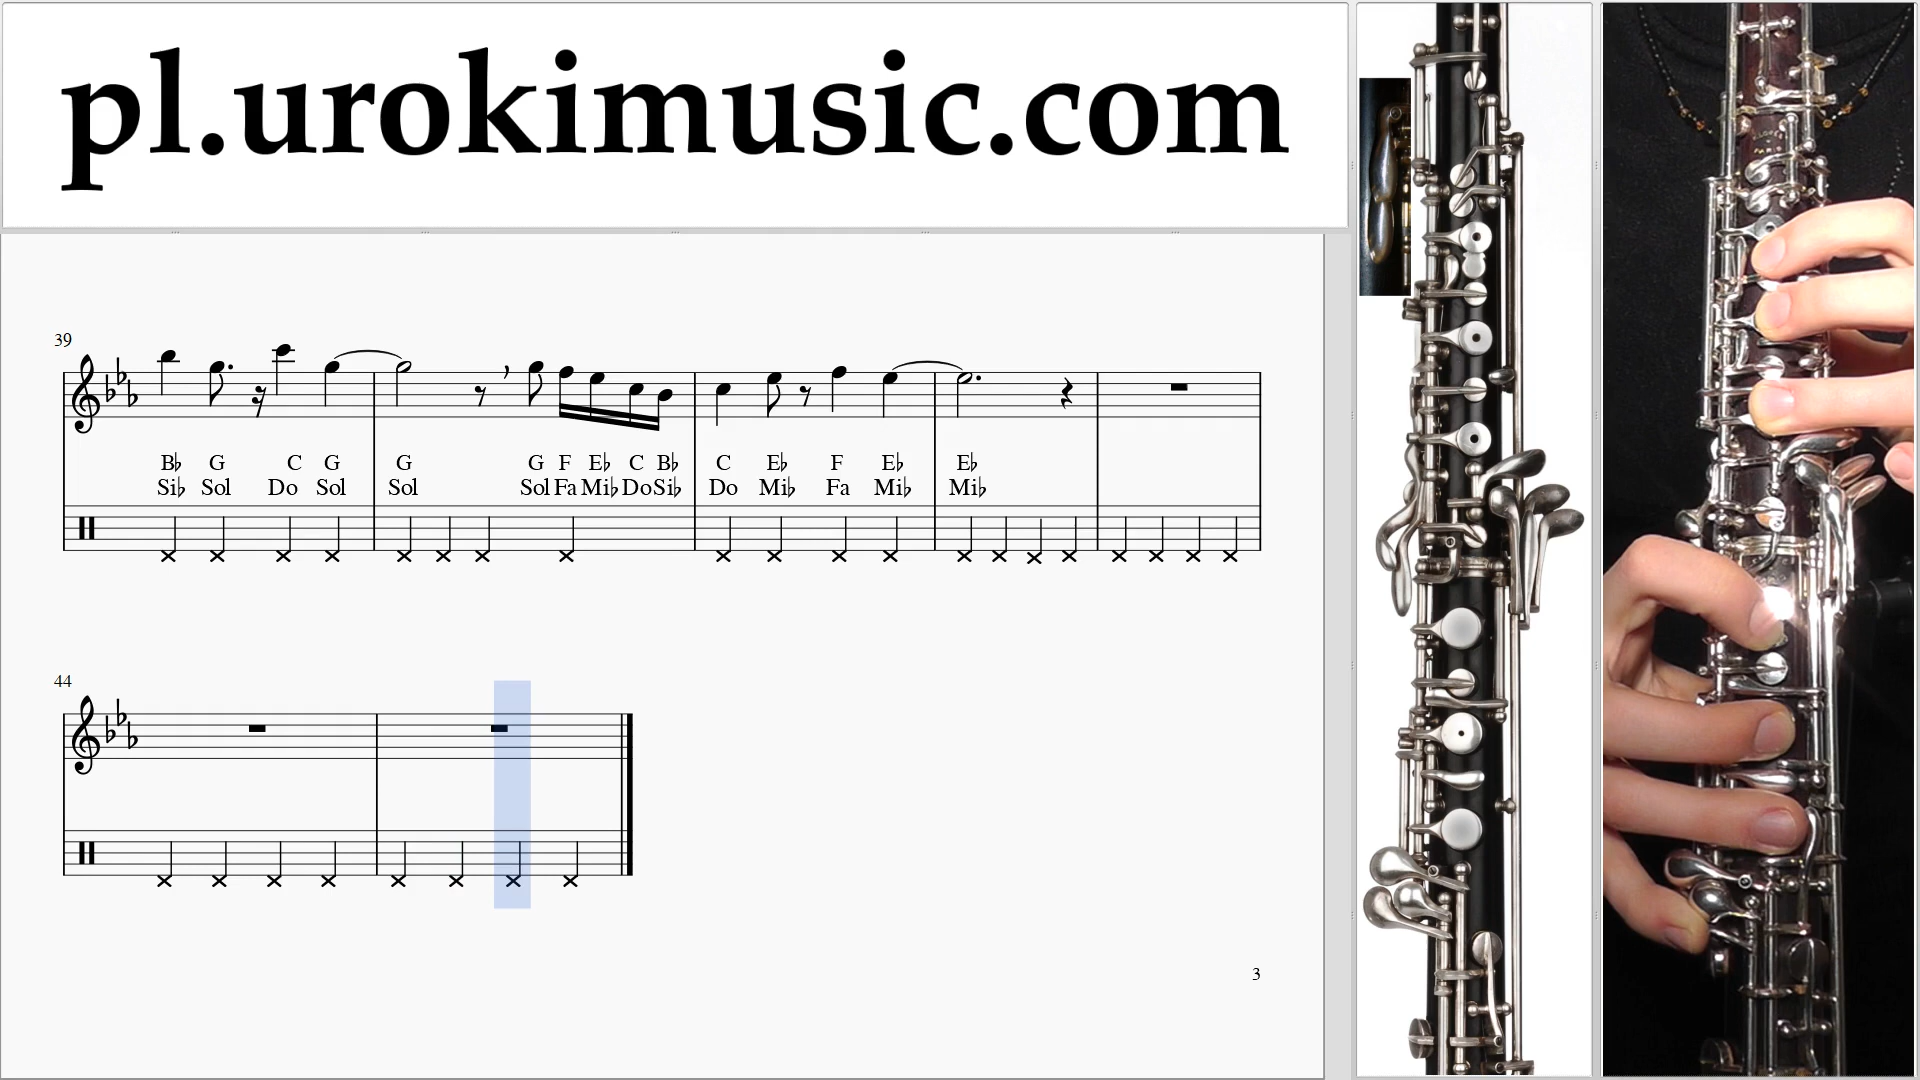 pl.urokimusic.com
39
B♭ G C G G G F E♭ C B♭ C E♭ F E♭ E♭
Si♭ Sol Do Sol Sol Sol Fa Mi♭ Do Si♭ Do Mi♭ Fa Mi♭ Mi♭
44
3